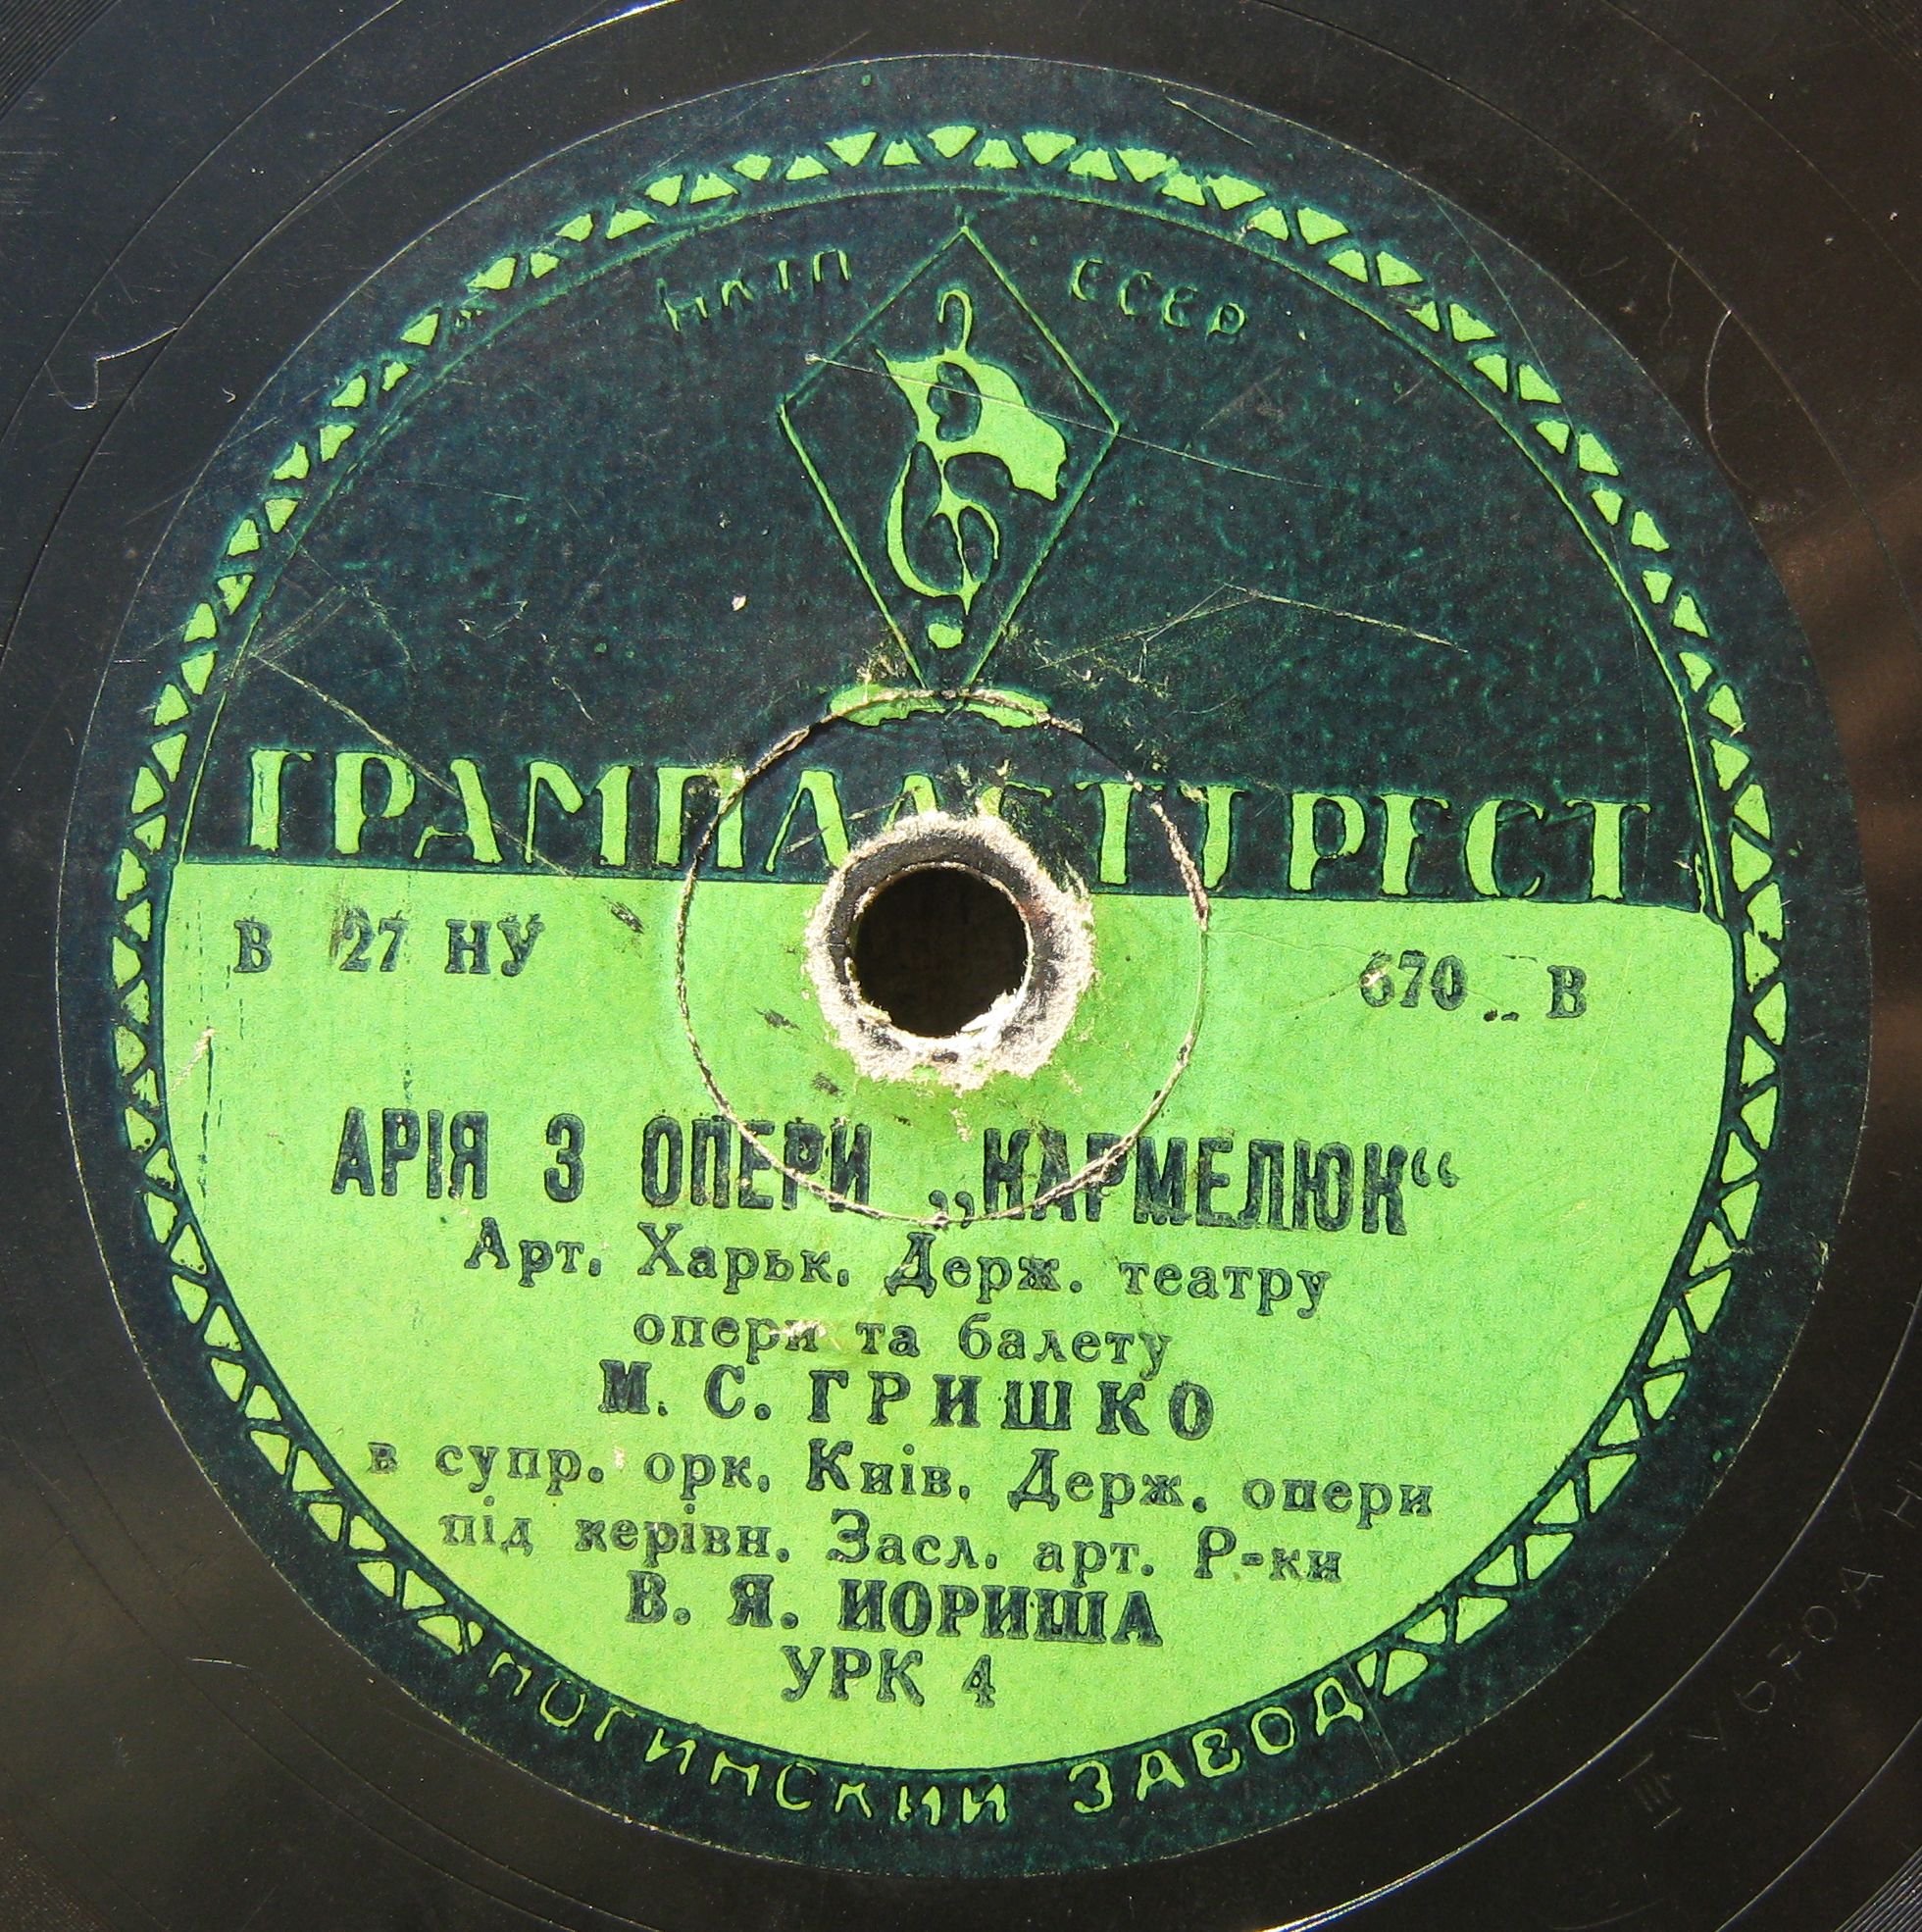 НКТП СССР
ГРАМПЛАСТТРЕСТ
В 27 НУ 670 В
АРІЯ З ОПЕРИ „КАРМЕЛЮК“
Арт. Харьк. Держ. театру
опери та балету
М. С. ГРИШКО
в супр. орк. Київ. Держ. опери
під керівн. Засл. арт. Р-ки
В. Я. ИОРИША
УРК 4
НОГИНСКИЙ ЗАВОД